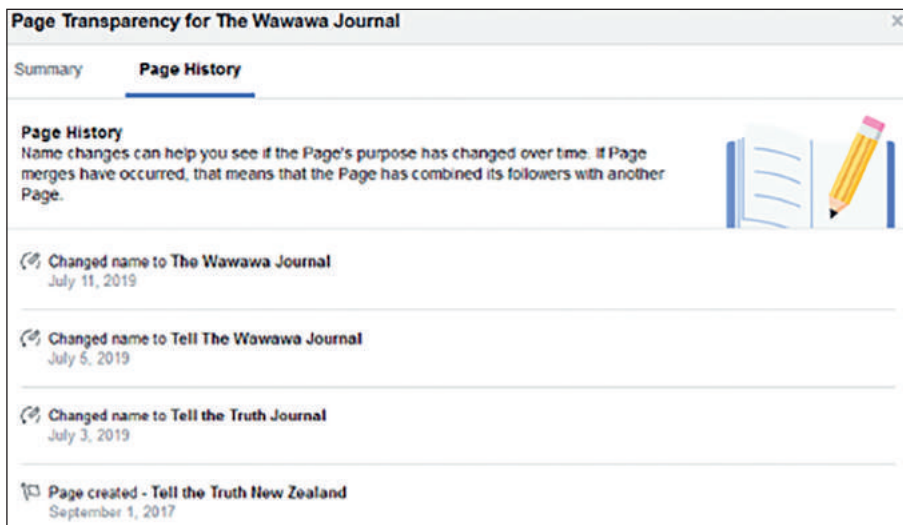 Page Transparency for The Wawawa Journal
Summary
Page History
Page History
Name changes can help you see if the Page's purpose has changed over time. If Page
merges have occurred, that means that the Page has combined its followers with another
Page.
Changed name to The Wawawa Journal
July 11, 2019
Changed name to Tell The Wawawa Journal
July 5, 2019
Changed name to Tell the Truth Journal
July 3, 2019
Page created - Tell the Truth New Zealand
September 1, 2017